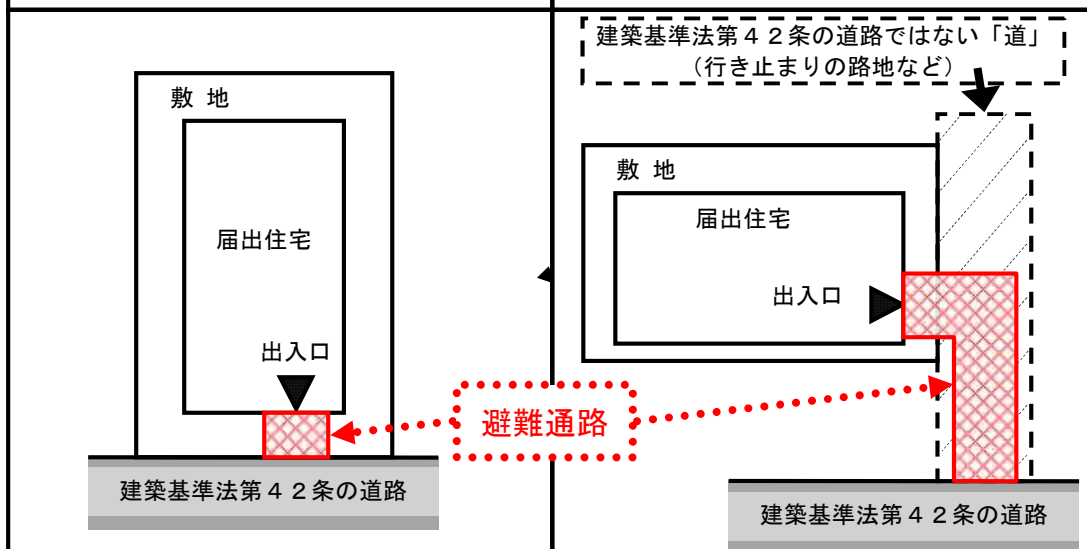 敷 地
届出住宅
出入口
建築基準法第４２条の道路
避難通路
建築基準法第４２条の道路ではない「道」
（行き止まりの路地など）
敷 地
届出住宅
出入口
建築基準法第４２条の道路